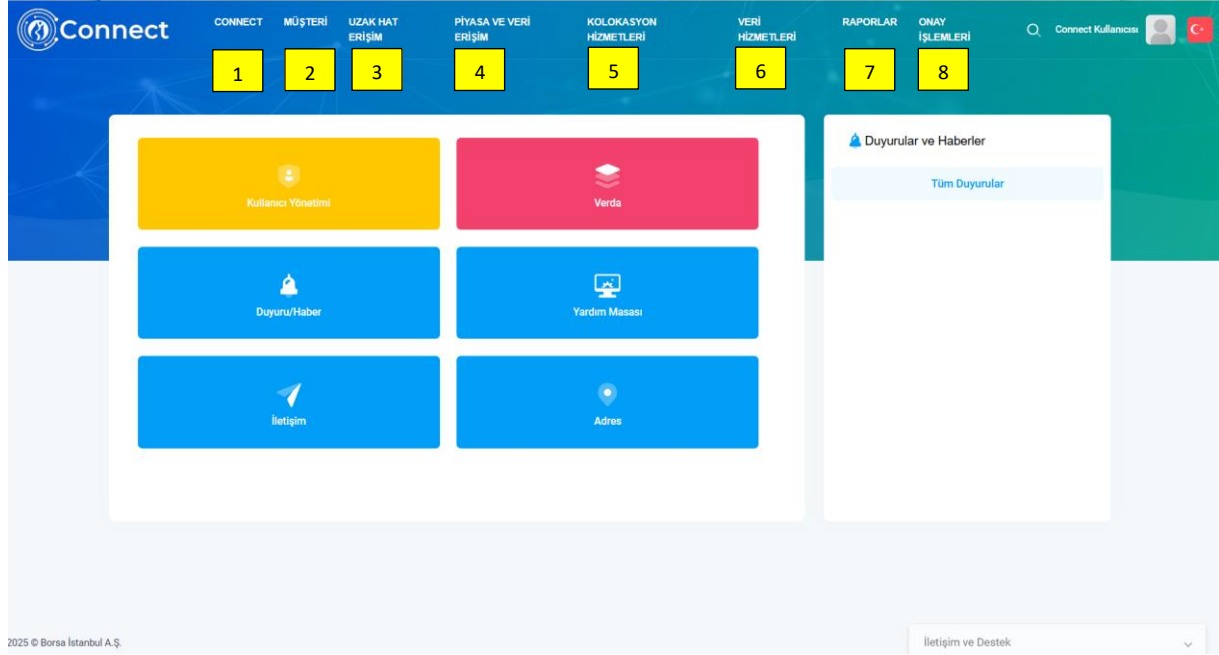 Connect
CONNECT
MÜŞTERİ
UZAK HAT
ERİŞİM
PİYASA VE VERİ
ERİŞİM
KOLOKASYON
HİZMETLERİ
VERİ
HİZMETLERİ
RAPORLAR
ONAY
İŞLEMLERİ
Connect Kullanıcısı
1
2
3
4
5
6
7
8
Kullanıcı Yönetimi
Verda
Duyuru/Haber
Yardım Masası
İletişim
Adres
Duyurular ve Haberler
Tüm Duyurular
2025 © Borsa İstanbul A.Ş.
İletişim ve Destek